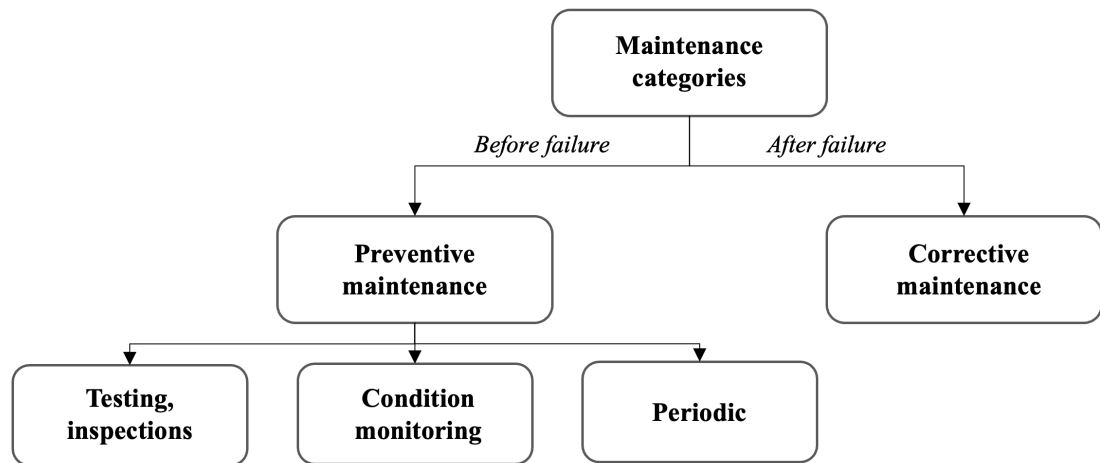 Maintenance
categories
Before failure
After failure
Preventive
maintenance
Corrective
maintenance
Testing,
inspections
Condition
monitoring
Periodic